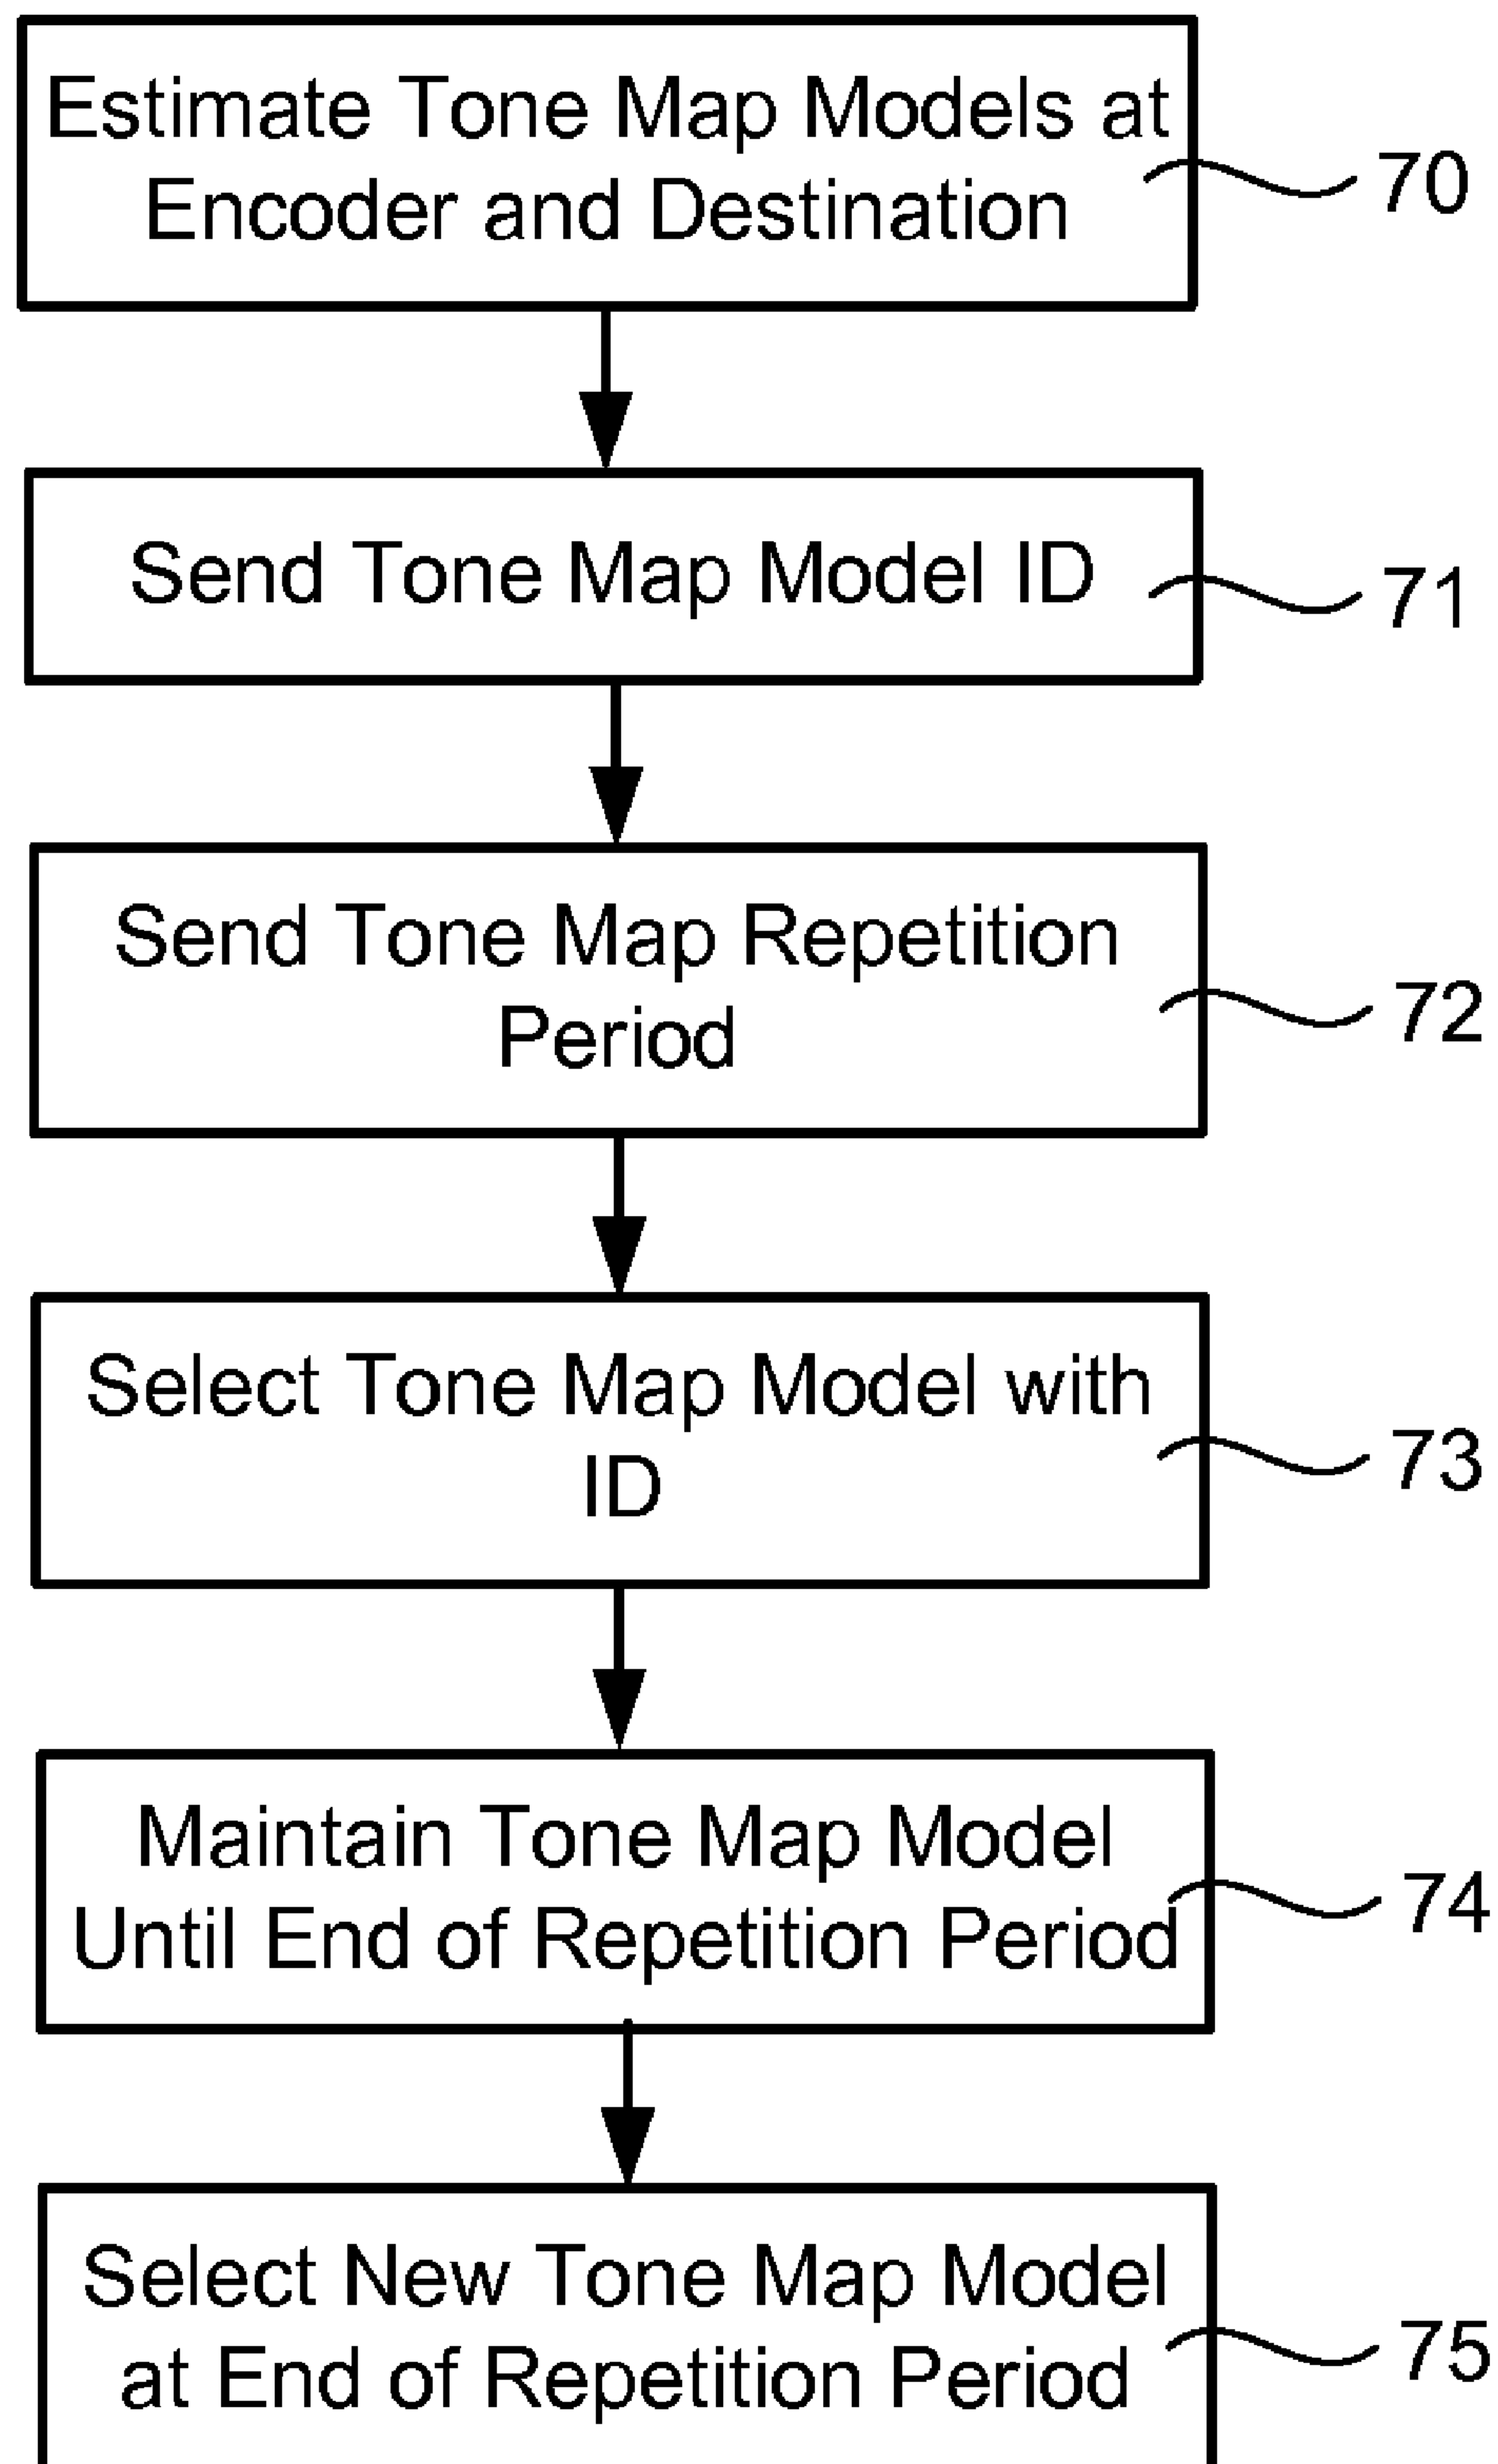 Estimate Tone Map Models at
Encoder and Destination
70
Send Tone Map Model ID
71
Send Tone Map Repetition
Period
72
Select Tone Map Model with
ID
73
Maintain Tone Map Model
Until End of Repetition Period
74
Select New Tone Map Model
at End of Repetition Period
75